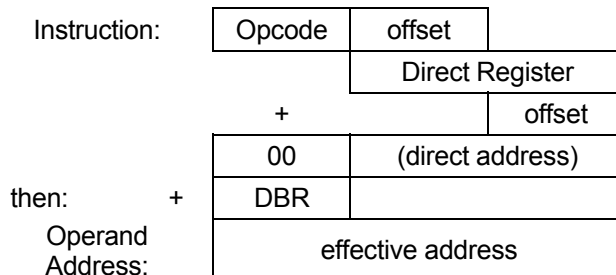 Instruction: Opcode offset
Direct Register
+ offset
00 (direct address)
then: + DBR
Operand
Address: effective address